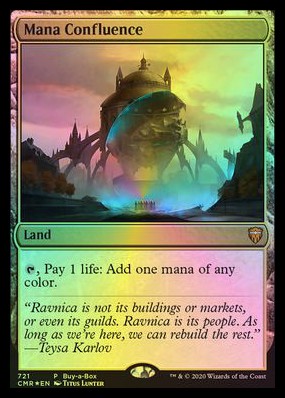 Mana Confluence
Land
, Pay 1 life: Add one mana of any
color.
“Ravnica is not its buildings or markets,
or even its guilds. Ravnica is its people. As
long as we're here, we can rebuild the rest.”
—Teysa Karlov
721 P Buy-a-Box
CMR★EN Titus Lunter
™ & © 2020 Wizards of the Coast